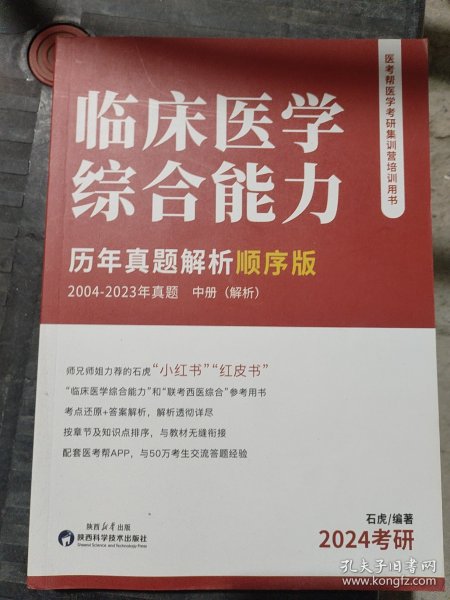 临床医学
综合能力
医考帮医学考研集训营培训用书
历年真题解析顺序版
2004-2023年真题 中册（解析）
师兄师姐力荐的石虎“小红书”“红皮书”
“临床医学综合能力”和“联考西医综合”参考用书
考点还原+答案解析，解析透彻详尽
按章节及知识点排序，与教材无缝衔接
配套医考帮APP，与50万考生交流答题经验
石虎/编著
2024考研
陕西新华出版
陕西科学技术出版社
Shaanxi Science and Technology Press
孔夫子旧书网
www.kongfz.com